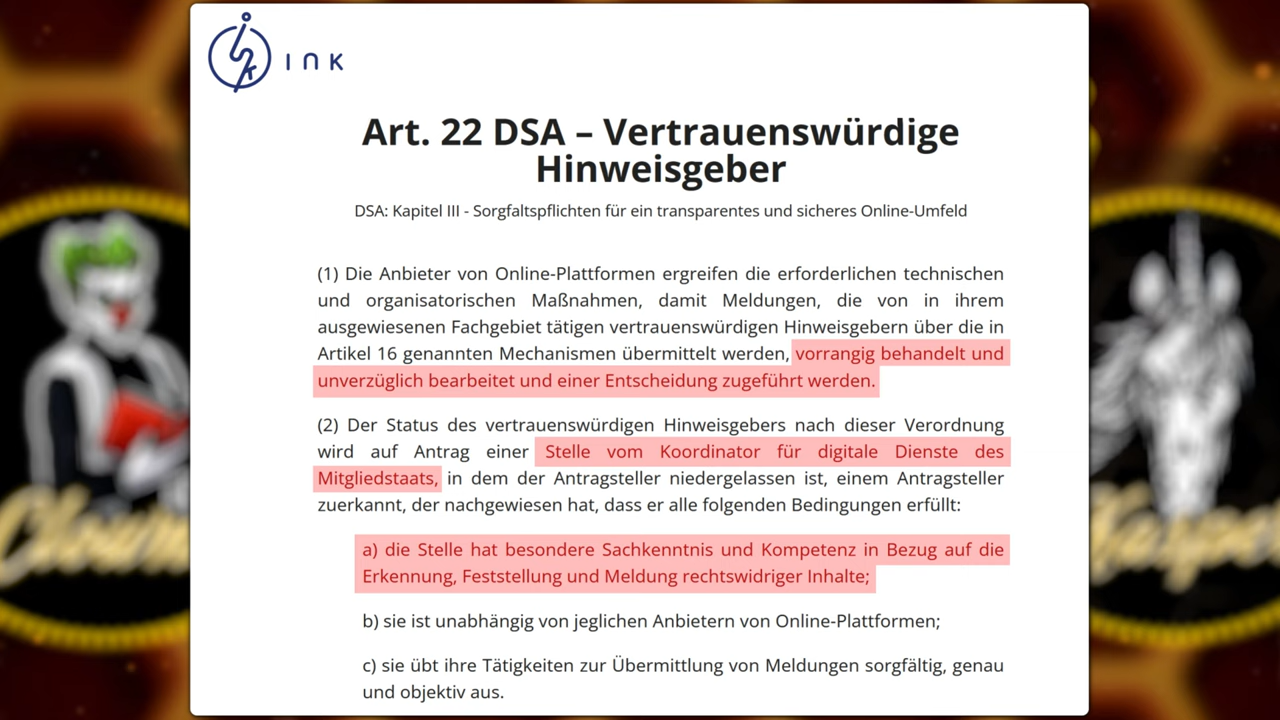 INK
Art. 22 DSA – Vertrauenswürdige
Hinweisgeber
DSA: Kapitel III - Sorgfaltspflichten für ein transparentes und sicheres Online-Umfeld
(1) Die Anbieter von Online-Plattformen ergreifen die erforderlichen technischen
und organisatorischen Maßnahmen, damit Meldungen, die von in ihrem
ausgewiesenen Fachgebiet tätigen vertrauenswürdigen Hinweisgebern über die in
Artikel 16 genannten Mechanismen übermittelt werden, vorrangig behandelt und
unverzüglich bearbeitet und einer Entscheidung zugeführt werden.
(2) Der Status des vertrauenswürdigen Hinweisgebers nach dieser Verordnung
wird auf Antrag einer Stelle vom Koordinator für digitale Dienste des
Mitgliedstaats, in dem der Antragsteller niedergelassen ist, einem Antragsteller
zuerkannt, der nachgewiesen hat, dass er alle folgenden Bedingungen erfüllt:
a) die Stelle hat besondere Sachkenntnis und Kompetenz in Bezug auf die
Erkennung, Feststellung und Meldung rechtswidriger Inhalte;
b) sie ist unabhängig von jeglichen Anbietern von Online-Plattformen;
c) sie übt ihre Tätigkeiten zur Übermittlung von Meldungen sorgfältig, genau
und objektiv aus.